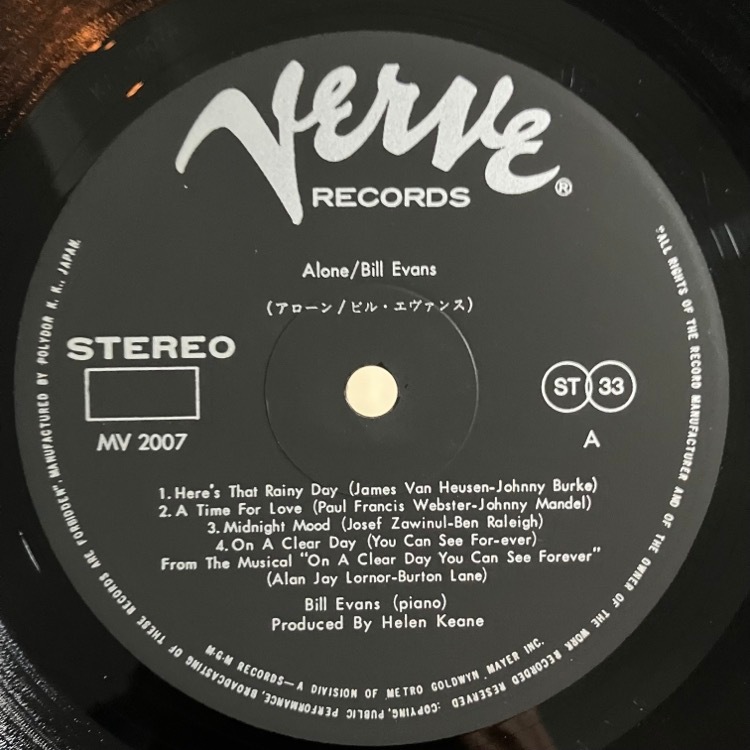 Verve®
RECORDS
Alone/Bill Evans
(アローン/ビル・エヴァンス)
STEREO
MV 2007
ST 33
A
1. Here's That Rainy Day (James Van Heusen-Johnny Burke)
2. A Time For Love (Paul Francis Webster-Johnny Mandel)
3. Midnight Mood (Josef Zawinul-Ben Raleigh)
4. On A Clear Day (You Can See For-ever)
From The Musical "On A Clear Day You Can See Forever"
(Alan Jay Lornor-Burton Lane)
Bill Evans (piano)
Produced By Helen Keane
M-G-M RECORDS—A DIVISION OF METRO GOLDWYN MAYER INC.
"ALL RIGHTS OF THE RECORD MANUFACTURER AND OF THE OWNER OF THE WORK RECORDED RESERVED :COPYING, PUBLIC PERFORMANCE, BROADCASTING OF THESE RECORDS ARE FORBIDEN". MANUFACTURED BY POLYDOR K. K., JAPAN.